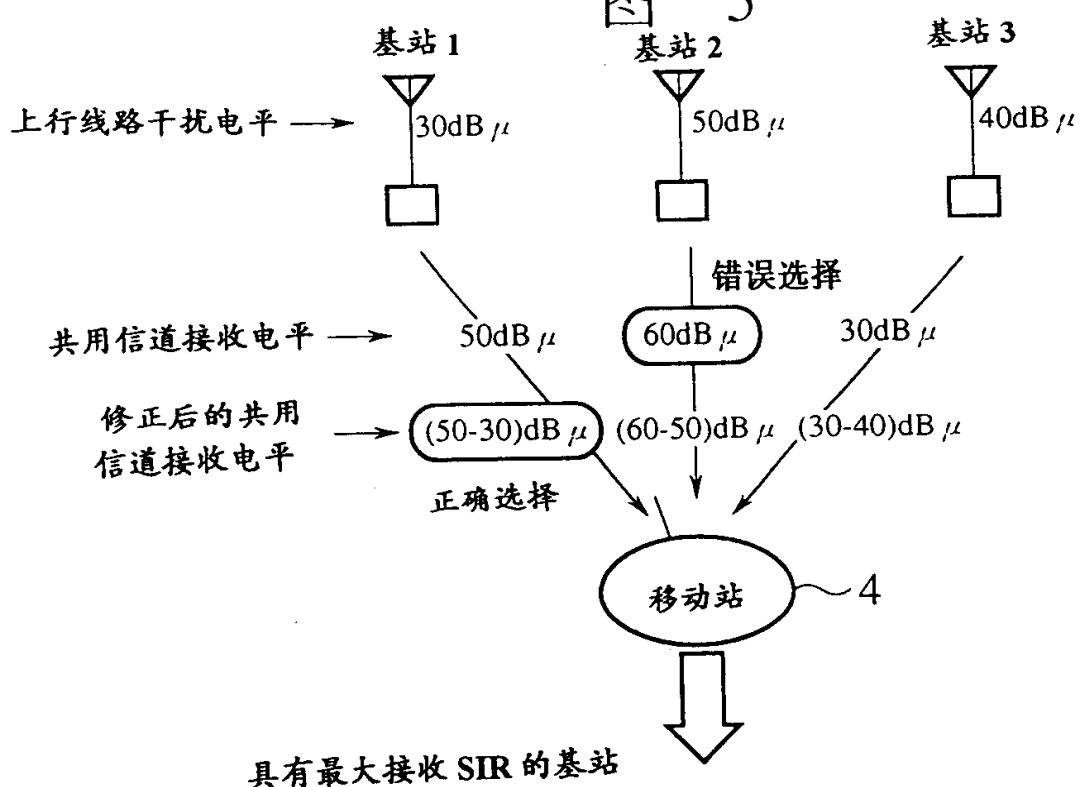 图 3
基站 1 基站 2 基站 3
上行线路干扰电平 30dBμ 50dBμ 40dBμ
错误选择
共用信道接收电平 50dBμ 60dBμ 30dBμ
修正后的共用
信道接收电平 (50-30)dBμ (60-50)dBμ (30-40)dBμ
正确选择
移动站 4
具有最大接收 SIR 的基站